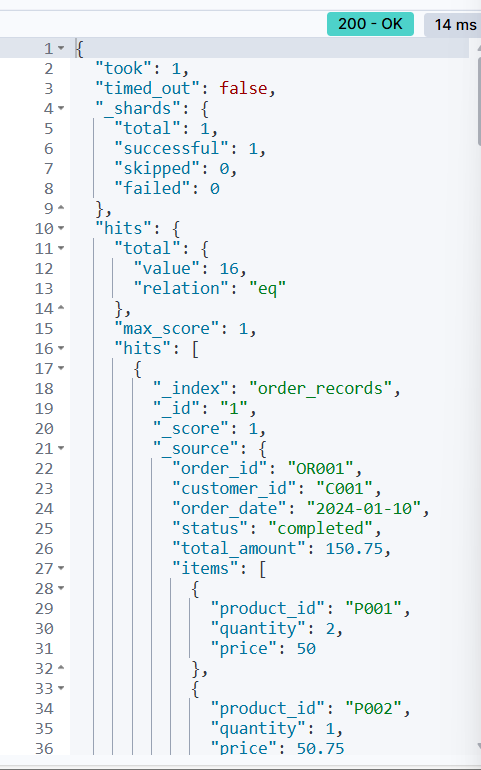 200 - OK 14 ms
1 {
2 "took": 1,
3 "timed_out": false,
4 "_shards": {
5 "total": 1,
6 "successful": 1,
7 "skipped": 0,
8 "failed": 0
9 },
10 "hits": {
11 "total": {
12 "value": 16,
13 "relation": "eq"
14 },
15 "max_score": 1,
16 "hits": [
17 {
18 "_index": "order_records",
19 "_id": "1",
20 "_score": 1,
21 "_source": {
22 "order_id": "OR001",
23 "customer_id": "C001",
24 "order_date": "2024-01-10",
25 "status": "completed",
26 "total_amount": 150.75,
27 "items": [
28 {
29 "product_id": "P001",
30 "quantity": 2,
31 "price": 50
32 },
33 {
34 "product_id": "P002",
35 "quantity": 1,
36 "price": 50.75